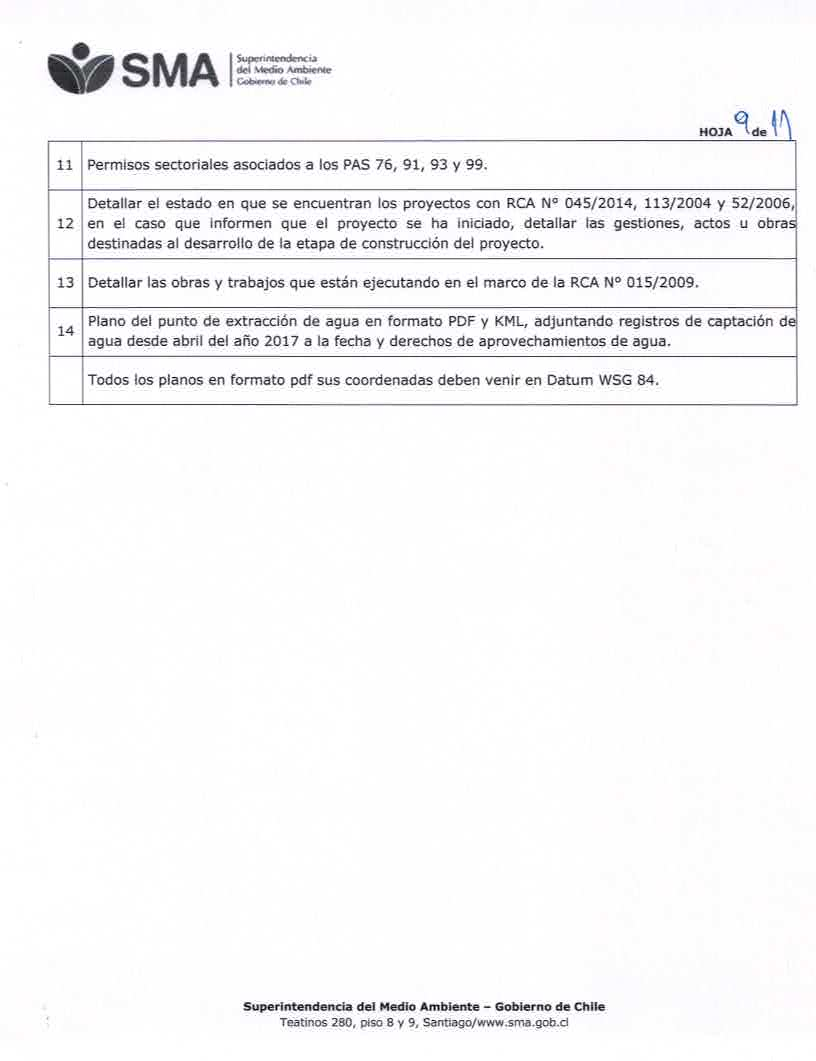 SMA
Superintendencia
del Medio Ambiente
Gobierno de Chile
HOJA 9 de 11
11 Permisos sectoriales asociados a los PAS 76, 91, 93 y 99.
Detallar el estado en que se encuentran los proyectos con RCA N° 045/2014, 113/2004 y 52/2006,
12 en el caso que informen que el proyecto se ha iniciado, detallar las gestiones, actos u obras
destinadas al desarrollo de la etapa de construcción del proyecto.
13 Detallar las obras y trabajos que están ejecutando en el marco de la RCA N° 015/2009.
14 Plano del punto de extracción de agua en formato PDF y KML, adjuntando registros de captación de
agua desde abril del año 2017 a la fecha y derechos de aprovechamientos de agua.
Todos los planos en formato pdf sus coordenadas deben venir en Datum WSG 84.
Superintendencia del Medio Ambiente – Gobierno de Chile
Teatinos 280, piso 8 y 9, Santiago/www.sma.gob.cl